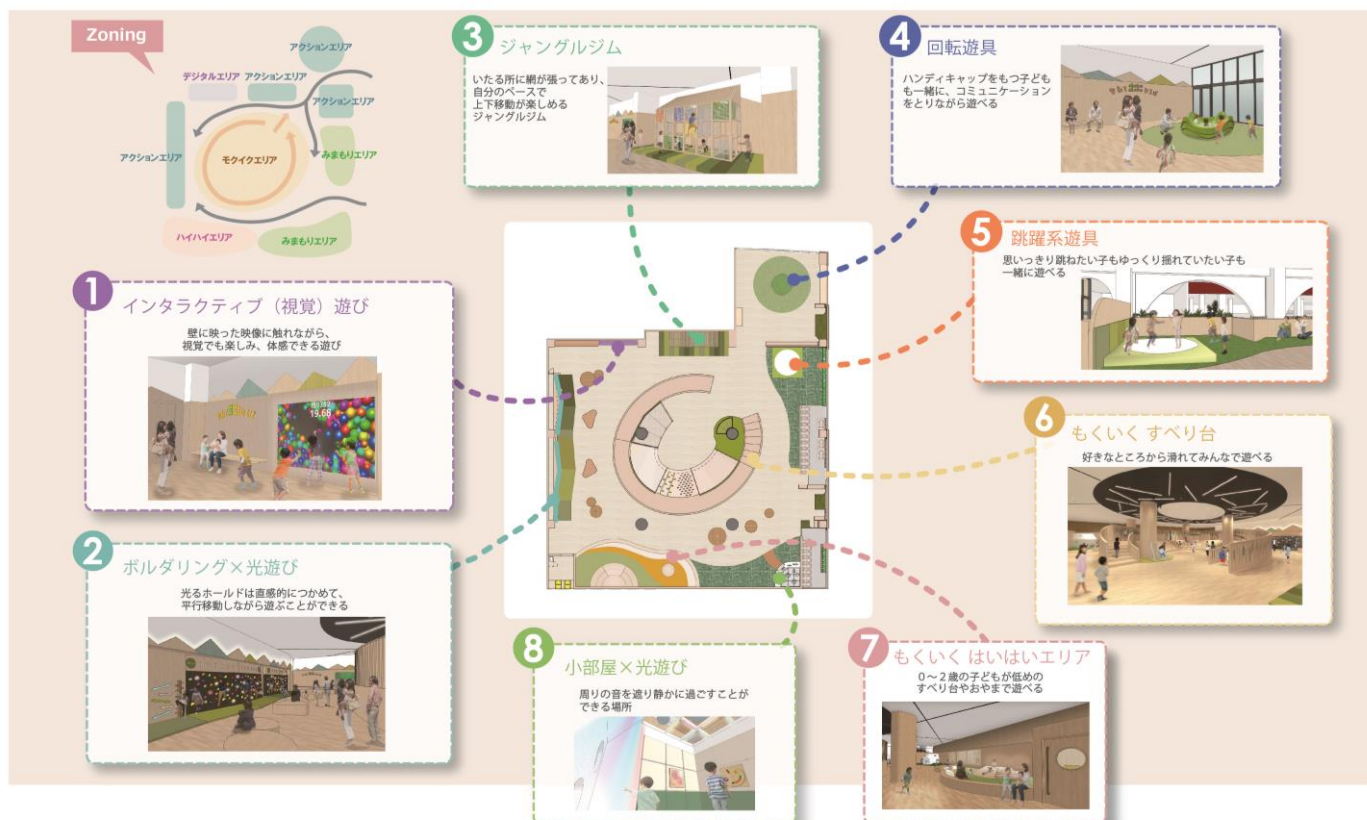 Zoning
アクションエリア
デジタルエリア アクションエリア
アクションエリア
アクションエリア
モクイクエリア
みまもりエリア
ハイハイエリア
みまもりエリア
1
インタラクティブ（視覚）遊び
壁に映った映像に触れながら、
視覚でも楽しみ、体感できる遊び
19.68
2
ボルダリング×光遊び
光るホールドは直感的につかめて、
平行移動しながら遊ぶことができる
3
ジャングルジム
いたる所に網が張ってあり、
自分のペースで
上下移動が楽しめる
ジャングルジム
4
回転遊具
ハンディキャップをもつ子ども
も一緒に、コミュニケーション
をとりながら遊べる
5
跳躍系遊具
思いっきり跳ねたい子もゆっくり揺れていたい子も
一緒に遊べる
6
もくいく すべり台
好きなところから滑れてみんなで遊べる
7
もくいく はいはいエリア
０～２歳の子どもが低めの
すべり台やおやまで遊べる
8
小部屋×光遊び
周りの音を遮り静かに過ごすことが
できる場所